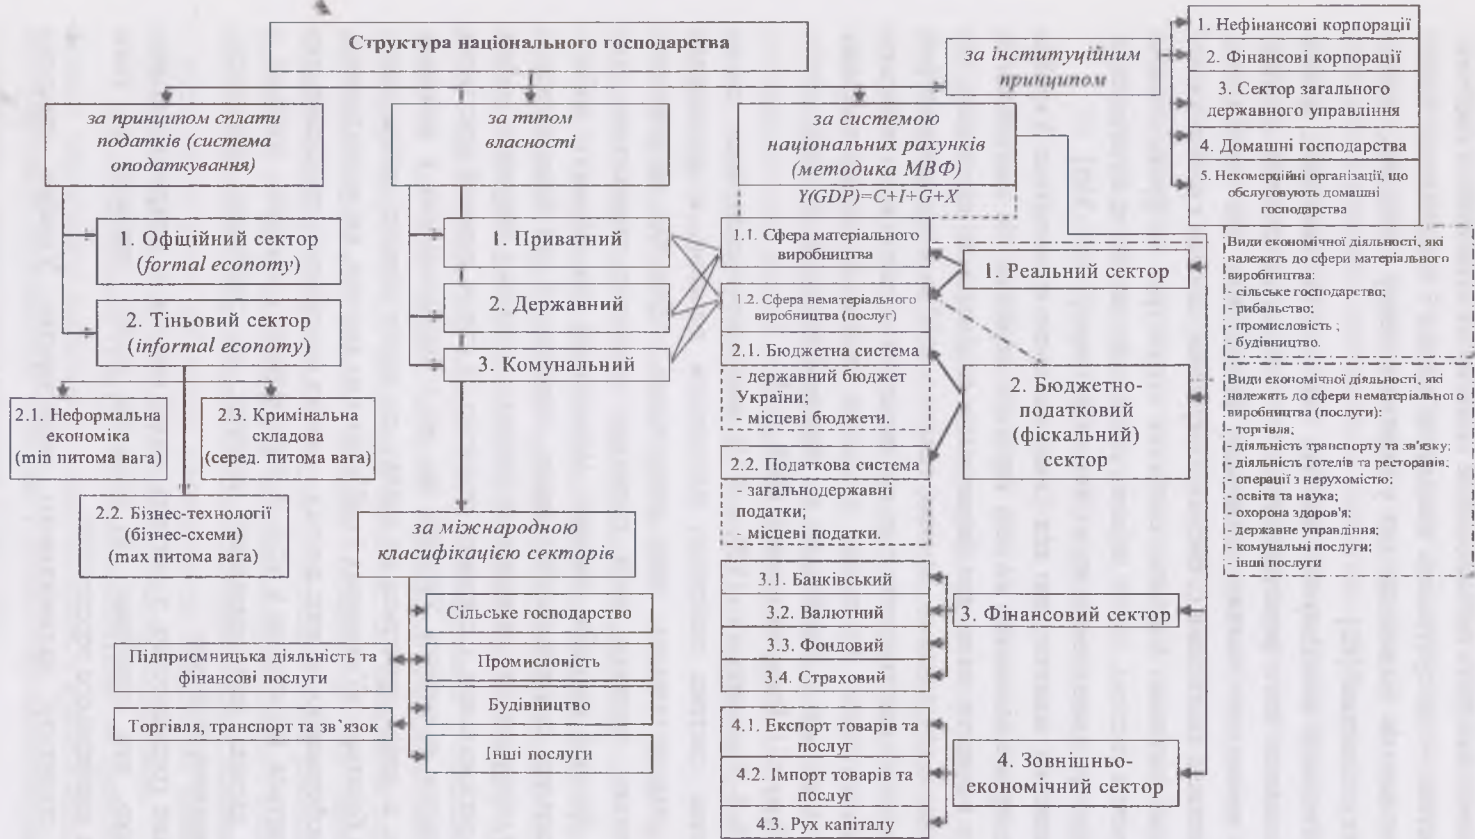 Структура національного господарства
за інституційним
принципом
1. Нефінансові корпорації
2. Фінансові корпорації
3. Сектор загального
державного управління
4. Домашні господарства
5. Некомерційні організації, що
обслуговують домашні
господарства
за принципом сплати
податків (система
оподаткування)
1. Офіційний сектор
(formal economy)
2. Тіньовий сектор
(informal economy)
2.1. Неформальна
економіка
(min питома вага)
2.3. Кримінальна
складова
(серед. питома вага)
2.2. Бізнес-технології
(бізнес-схеми)
(max питома вага)
за типом
власності
1. Приватний
2. Державний
3. Комунальний
за міжнародною
класифікацією секторів
Сільське господарство
Підприємницька діяльність та
фінансові послуги
Промисловість
Будівництво
Торгівля, транспорт та зв'язок
Інші послуги
за системою
національних рахунків
(методика МВФ)
Y(GDP)=C+I+G+X
1.1. Сфера матеріального
виробництва
1.2. Сфера нематеріального
виробництва (послуг)
1. Реальний сектор
2.1. Бюджетна система
- державний бюджет
України;
- місцеві бюджети.
2.2. Податкова система
- загальнодержавні
податки;
- місцеві податки.
2. Бюджетно-
податковий
(фіскальний)
сектор
3.1. Банківський
3.2. Валютний
3.3. Фондовий
3.4. Страховий
3. Фінансовий сектор
4.1. Експорт товарів та
послуг
4.2. Імпорт товарів та
послуг
4.3. Рух капіталу
4. Зовнішньо-
економічний сектор
Види економічної діяльності, які
належать до сфери матеріального
виробництва:
- сільське господарство;
- рибальство;
- промисловість ;
- будівництво.
Види економічної діяльності, які
належать до сфери нематеріального
виробництва (послуги):
- торгівля;
- діяльність транспорту та зв'язку;
- діяльність готелів та ресторанів;
- операції з нерухомістю;
- освіта та наука;
- охорона здоров'я;
- державне управління;
- комунальні послуги;
- інші послуги